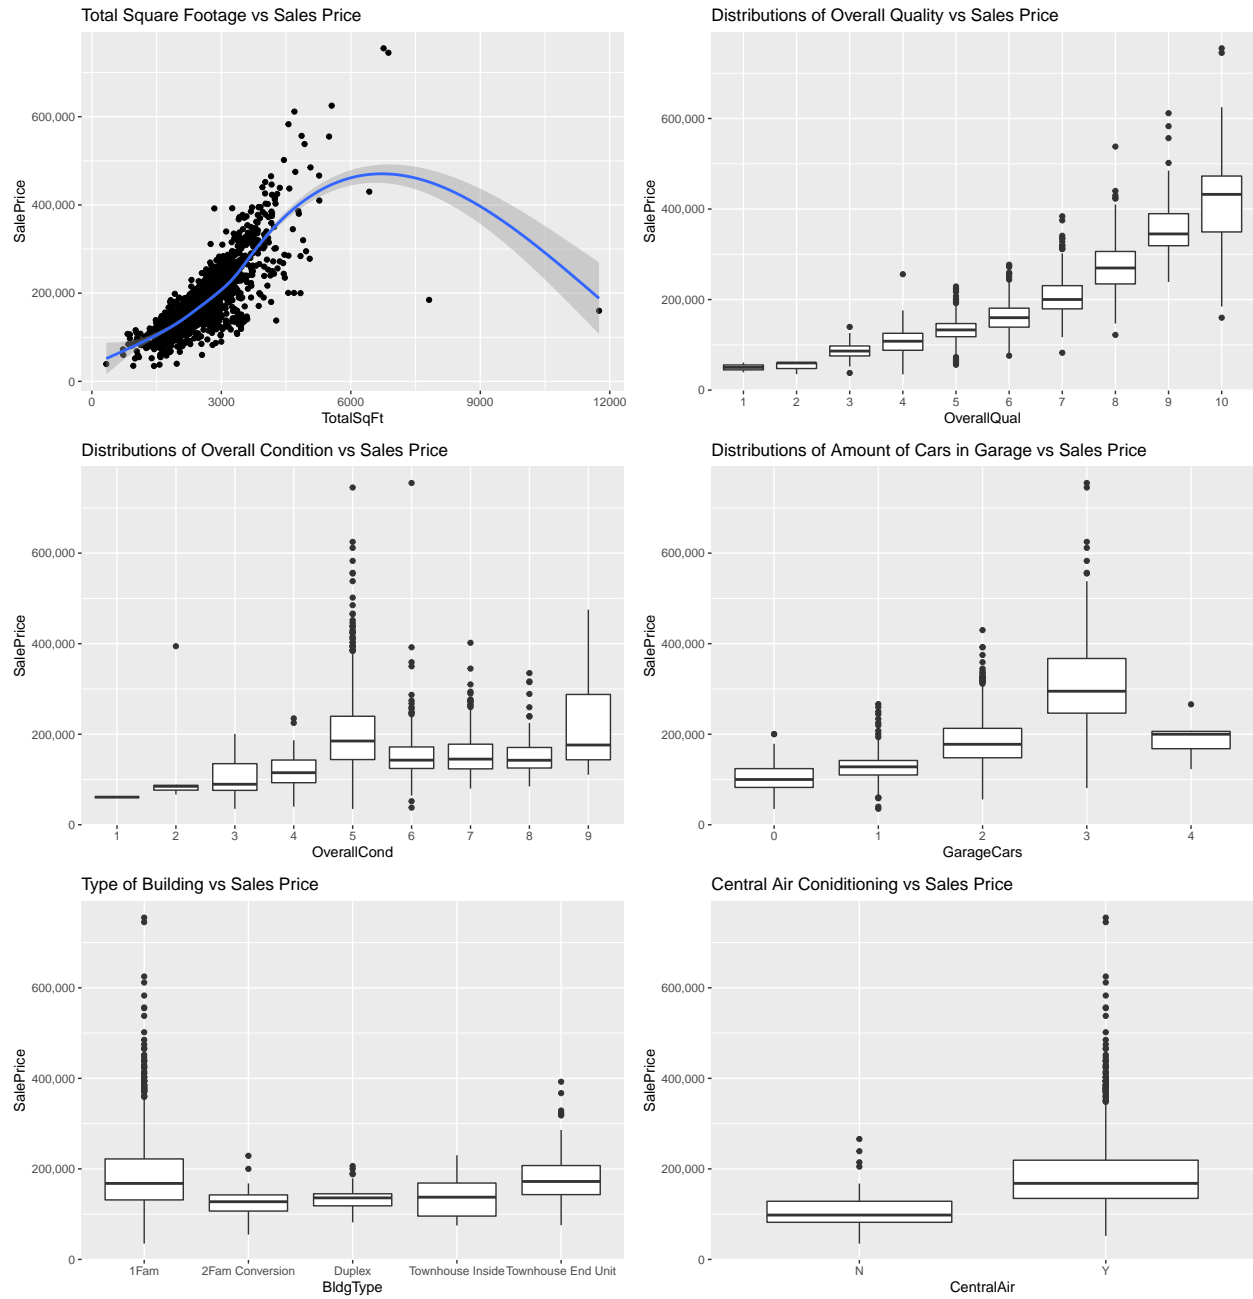 Total Square Footage vs Sales Price
SalePrice
600,000
400,000
200,000
0
0 3000 6000 9000 12000
TotalSqFt
Distributions of Overall Quality vs Sales Price
SalePrice
600,000
400,000
200,000
0
1 2 3 4 5 6 7 8 9 10
OverallQual
Distributions of Overall Condition vs Sales Price
SalePrice
600,000
400,000
200,000
0
1 2 3 4 5 6 7 8 9
OverallCond
Distributions of Amount of Cars in Garage vs Sales Price
SalePrice
600,000
400,000
200,000
0
0 1 2 3 4
GarageCars
Type of Building vs Sales Price
SalePrice
600,000
400,000
200,000
0
1Fam 2Fam Conversion Duplex Townhouse Inside Townhouse End Unit
BldgType
Central Air Coniditioning vs Sales Price
SalePrice
600,000
400,000
200,000
0
N Y
CentralAir